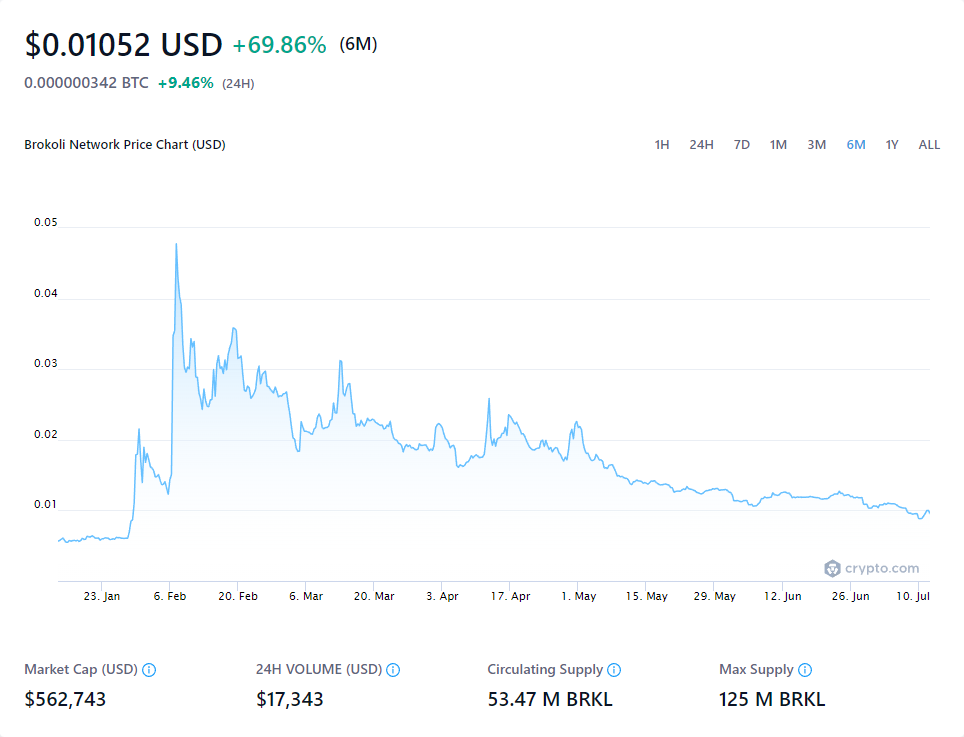 $0.01052 USD +69.86% (6M)
0.000000342 BTC +9.46% (24H)
Brokoli Network Price Chart (USD) 1H 24H 7D 1M 3M 6M 1Y ALL
0.05
0.04
0.03
0.02
0.01
crypto.com
23. Jan 6. Feb 20. Feb 6. Mar 20. Mar 3. Apr 17. Apr 1. May 15. May 29. May 12. Jun 26. Jun 10. Jul
Market Cap (USD) 24H VOLUME (USD) Circulating Supply Max Supply
$562,743 $17,343 53.47 M BRKL 125 M BRKL